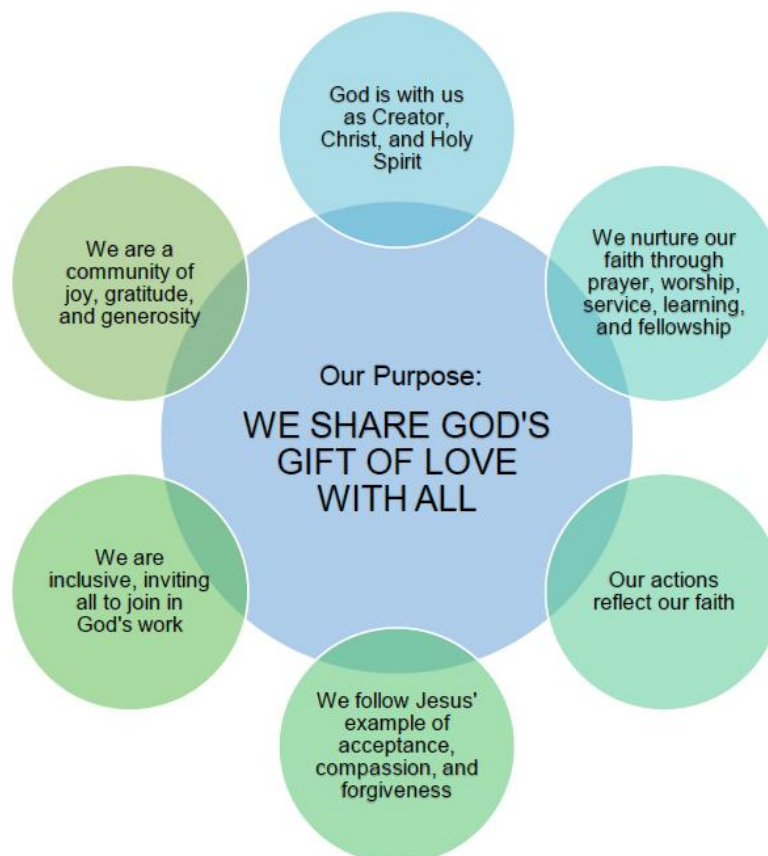 God is with us
as Creator,
Christ, and Holy
Spirit
We nurture our
faith through
prayer, worship,
service, learning,
and fellowship
Our actions
reflect our faith
We follow Jesus'
example of
acceptance,
compassion, and
forgiveness
We are
inclusive, inviting
all to join in
God's work
We are a
community of
joy, gratitude,
and generosity
Our Purpose:
WE SHARE GOD'S
GIFT OF LOVE
WITH ALL